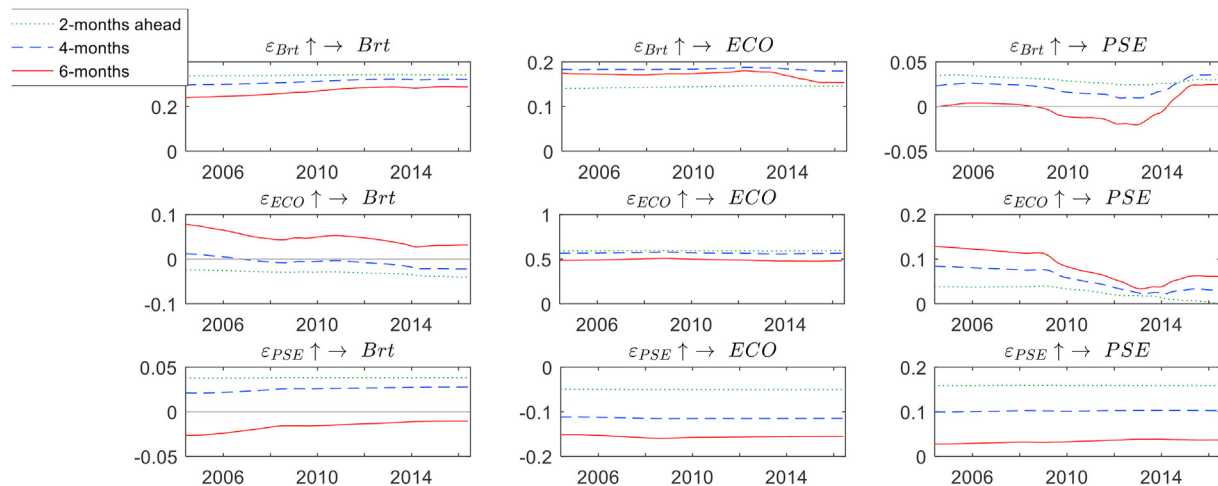 2-months ahead
4-months
6-months
ε_Brt ↑ → Brt
0.2
0
2006 2010 2014
ε_Brt ↑ → ECO
0.2
0.1
0
2006 2010 2014
ε_Brt ↑ → PSE
0.05
0
-0.05
2006 2010 2014
ε_ECO ↑ → Brt
0.1
0
-0.1
2006 2010 2014
ε_ECO ↑ → ECO
1
0.5
0
2006 2010 2014
ε_ECO ↑ → PSE
0.2
0.1
0
2006 2010 2014
ε_PSE ↑ → Brt
0.05
0
-0.05
2006 2010 2014
ε_PSE ↑ → ECO
0
-0.1
-0.2
2006 2010 2014
ε_PSE ↑ → PSE
0.2
0.1
0
2006 2010 2014